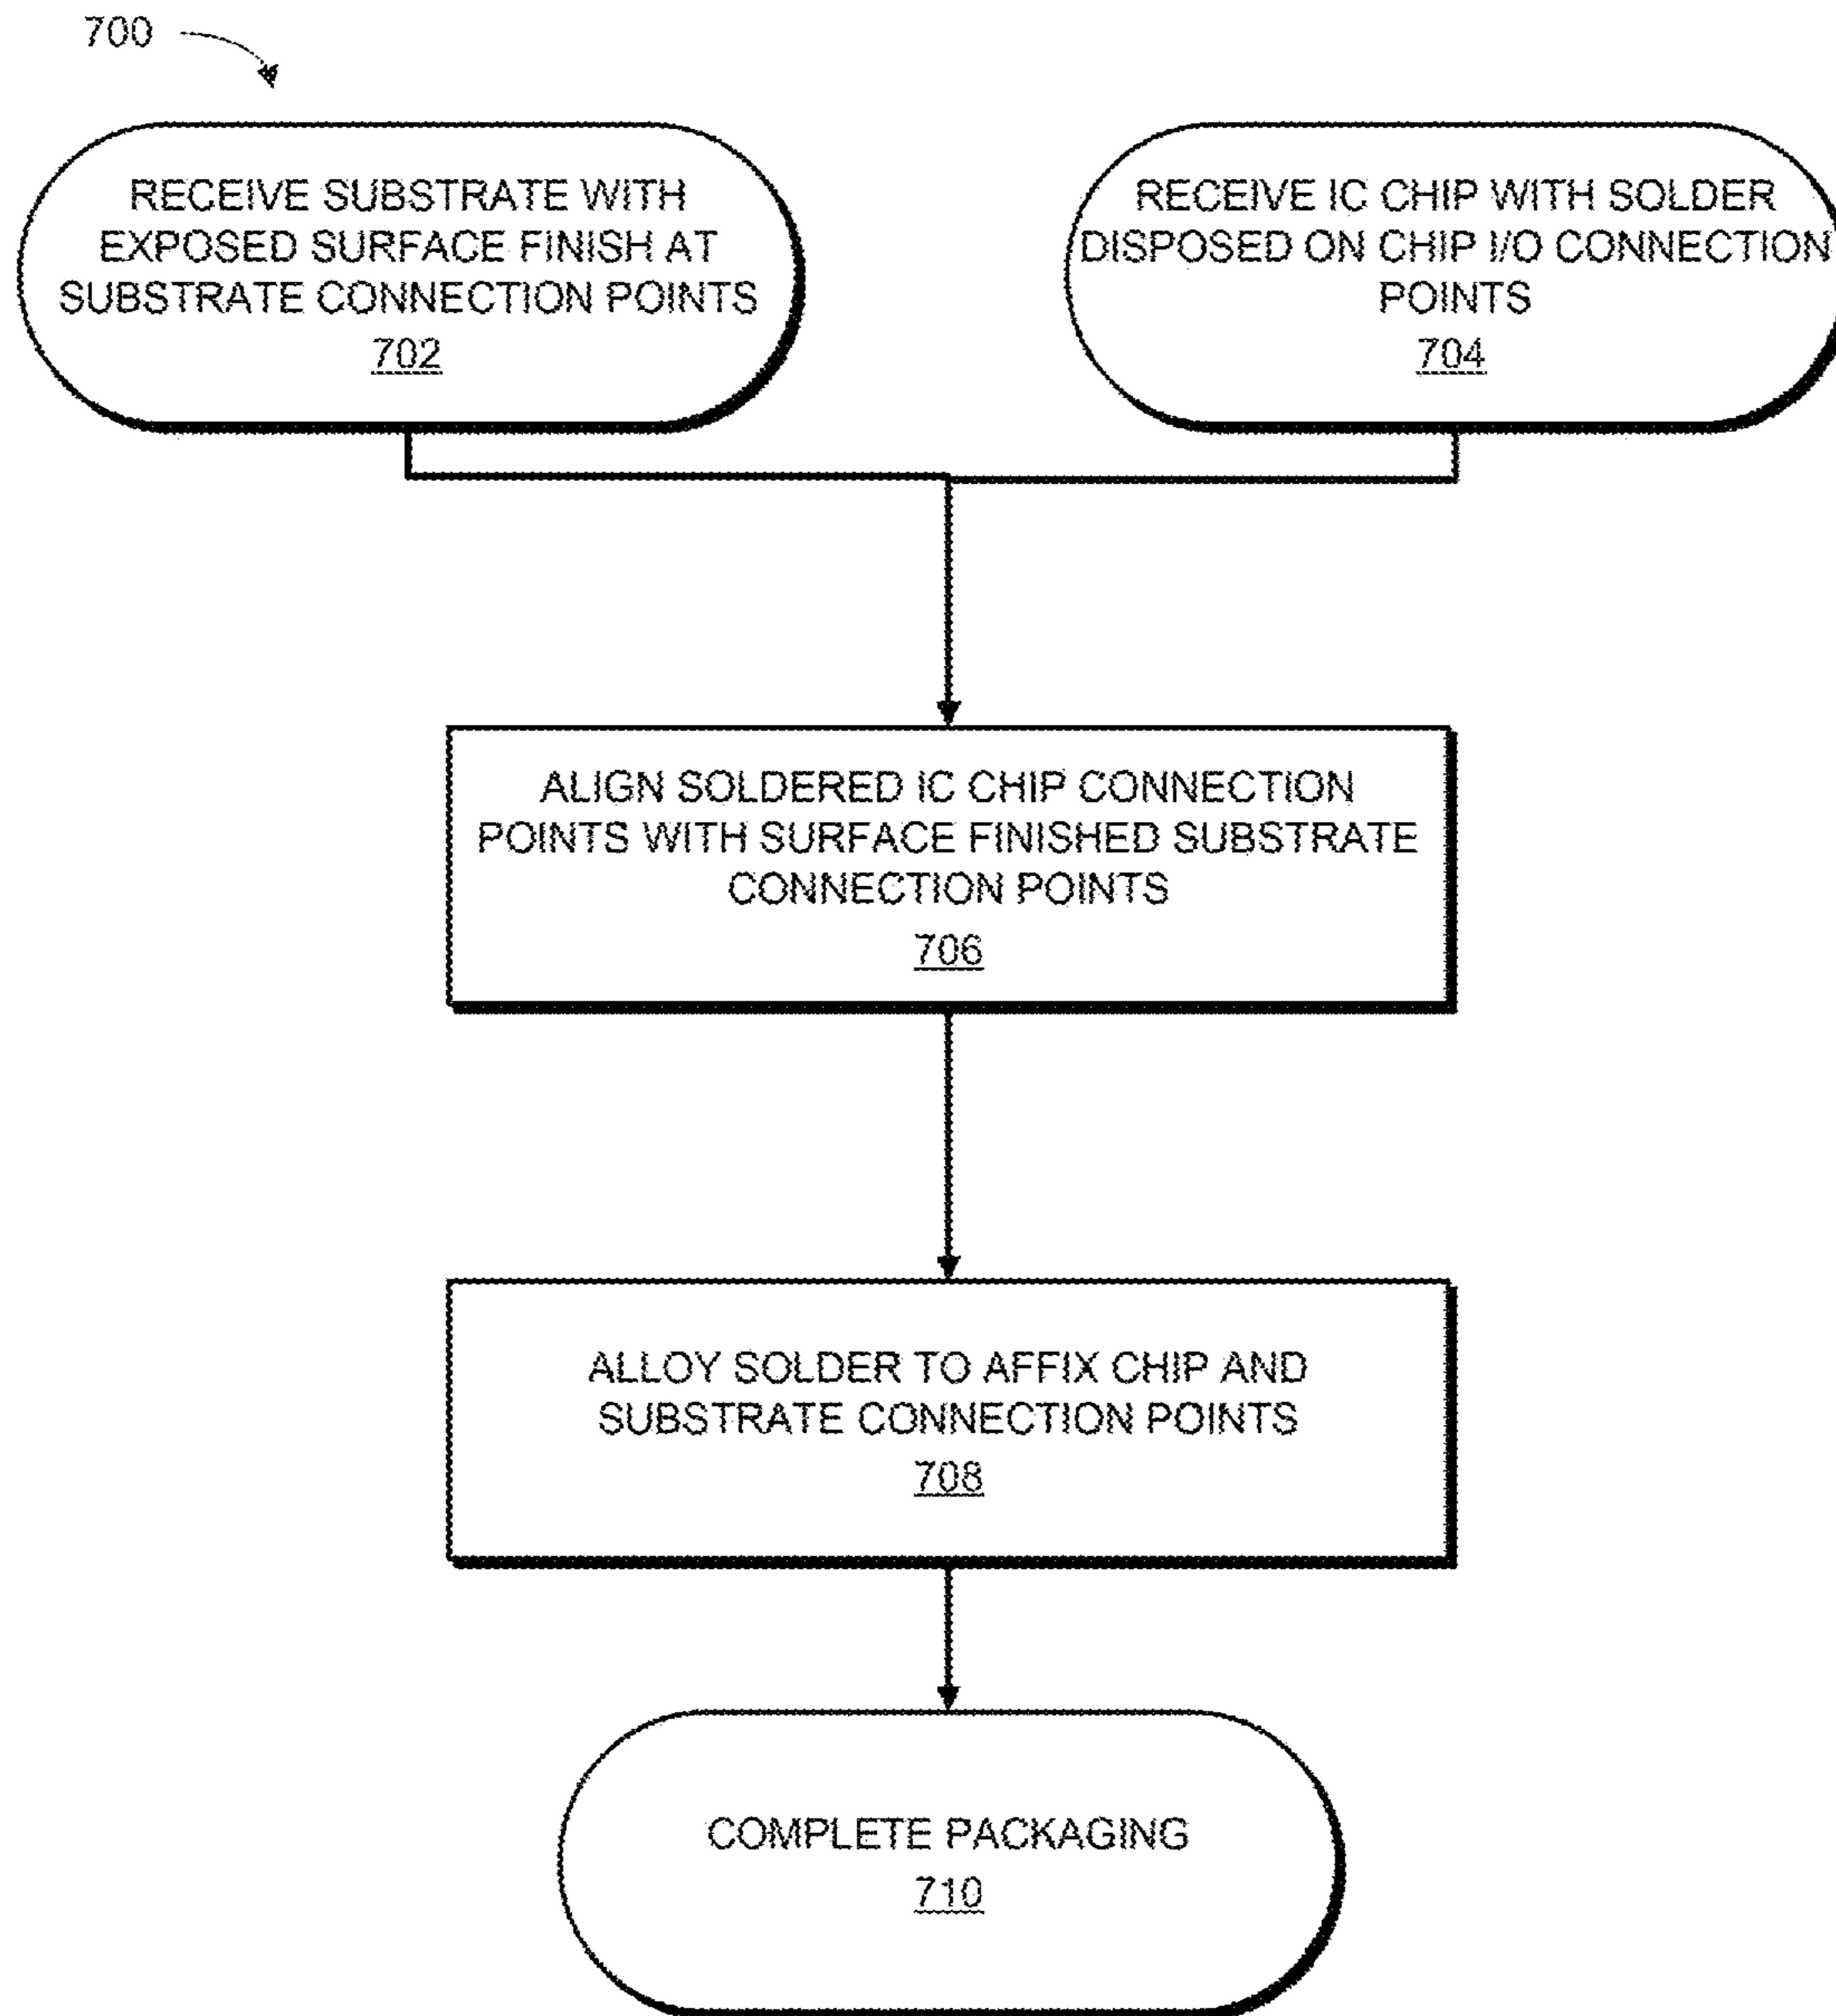 700
RECEIVE SUBSTRATE WITH
EXPOSED SURFACE FINISH AT
SUBSTRATE CONNECTION POINTS
702
RECEIVE IC CHIP WITH SOLDER
DISPOSED ON CHIP I/O CONNECTION
POINTS
704
ALIGN SOLDERED IC CHIP CONNECTION
POINTS WITH SURFACE FINISHED SUBSTRATE
CONNECTION POINTS
706
ALLOY SOLDER TO AFFIX CHIP AND
SUBSTRATE CONNECTION POINTS
708
COMPLETE PACKAGING
710